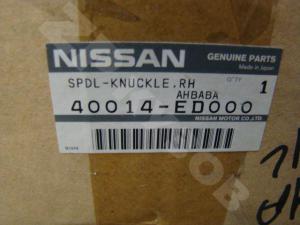 NISSAN
GENUINE PARTS
Made in Japan
SPDL-KNUCKLE,RH
Q'TY
1
AHBABA
40014-ED000
NISSAN MOTOR CO.,LTD.